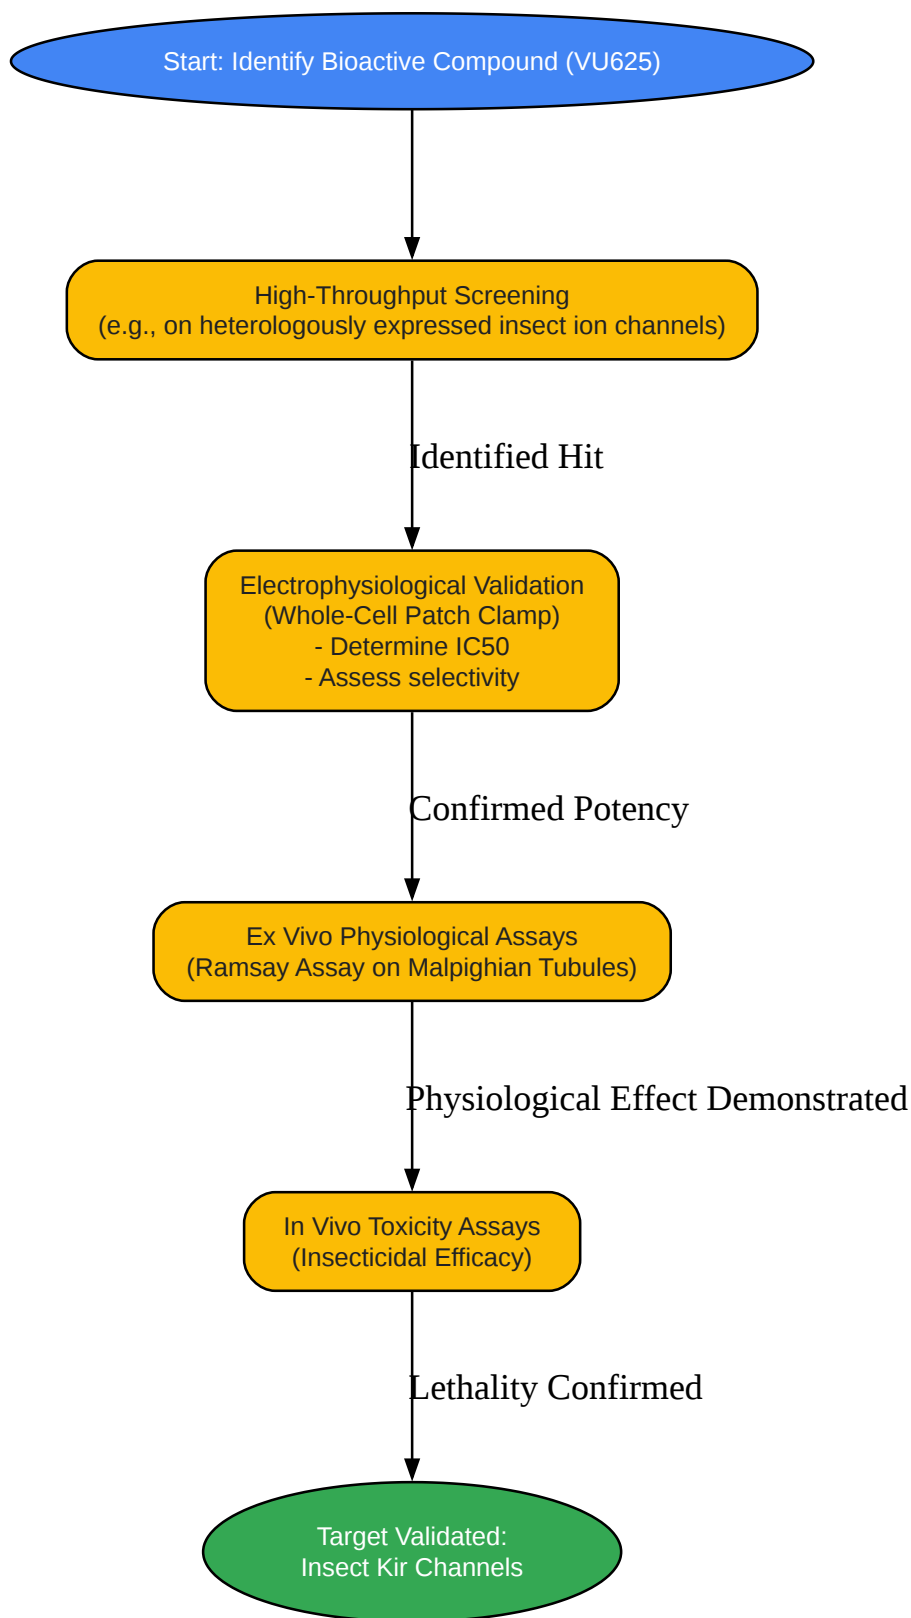 Start: Identify Bioactive Compound (VU625)
High-Throughput Screening
(e.g., on heterologously expressed insect ion channels)
Identified Hit
Electrophysiological Validation
(Whole-Cell Patch Clamp)
- Determine IC50
- Assess selectivity
Confirmed Potency
Ex Vivo Physiological Assays
(Ramsay Assay on Malpighian Tubules)
Physiological Effect Demonstrated
In Vivo Toxicity Assays
(Insecticidal Efficacy)
Lethality Confirmed
Target Validated:
Insect Kir Channels